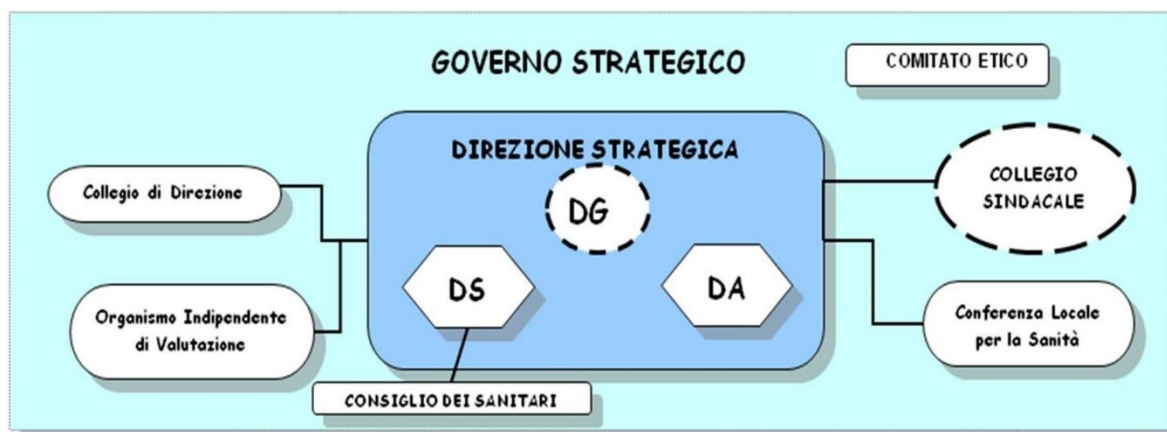 GOVERNO STRATEGICO
COMITATO ETICO
DIREZIONE STRATEGICA
Collegio di Direzione
DG
COLLEGIO
SINDACALE
DS
DA
Organismo Indipendente
di Valutazione
Conferenza Locale
per la Sanità
CONSIGLIO DEI SANITARI